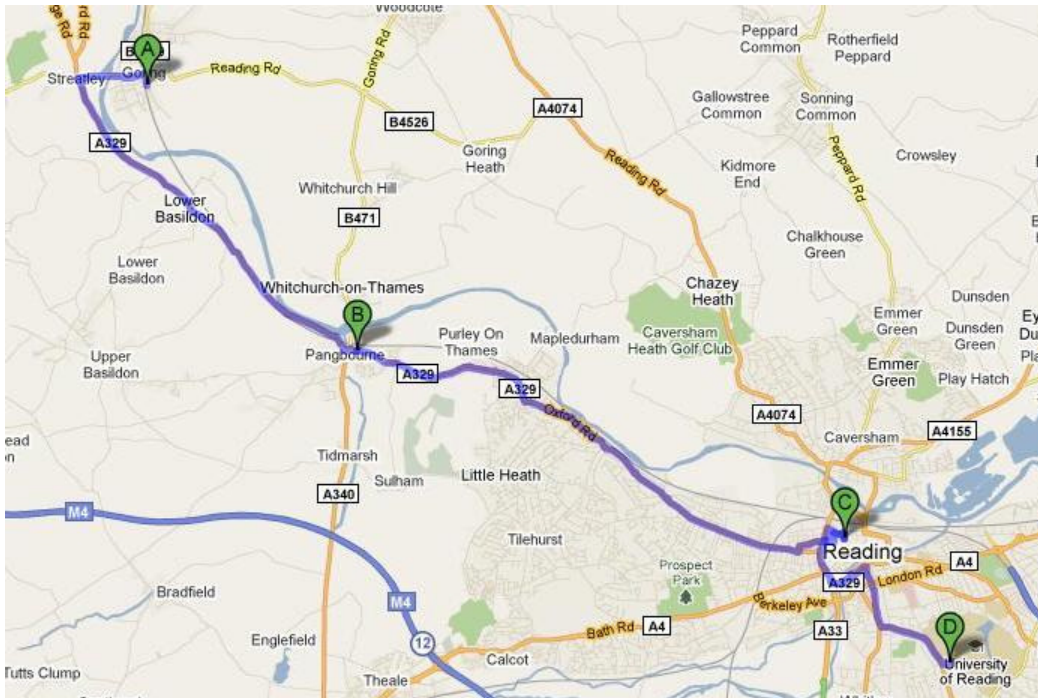 Woodcote
Peppard
Common
Rotherfield
Peppard
Goring Rd
A
Streatley
Goring
Reading Rd
A4074
Gallowstree
Common
Sonning
Common
B4526
A329
Goring
Heath
Reading Rd
Kidmore
End
Peppard Rd
Crowsley
Whitchurch Hill
Lower
Basildon
B471
Chalkhouse
Green
Lower
Basildon
Whitchurch-on-Thames
Chazey
Heath
Dunsden
B
Emmer
Green
Dunsden
Green
Purley On
Thames
Mapledurham
Caversham
Heath Golf Club
Upper
Basildon
Pangbourne
Emmer
Green
Play Hatch
A329
A329
Oxford Rd
A4074
A4155
Caversham
Tidmarsh
Sulham
Little Heath
A340
M4
C
Tilehurst
Reading
Prospect
Park
A329
London Rd
A4
Bradfield
M4
Berkeley Ave
D
Englefield
12
Bath Rd
A4
A33
Calcot
University
of Reading
Tutts Clump
Theale